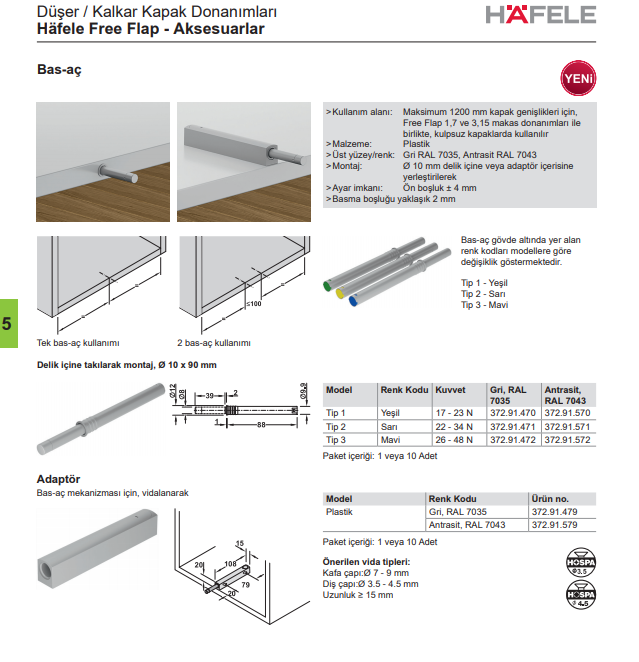 Düşer / Kalkar Kapak Donanımları
Häfele Free Flap - Aksesuarlar
HÄFELE
Bas-aç
YENİ
> Kullanım alanı: Maksimum 1200 mm kapak genişlikleri için,
Free Flap 1,7 ve 3,15 makas donanımları ile
birlikte, kulpsuz kapaklarda kullanılır
> Malzeme: Plastik
> Üst yüzey/renk: Gri RAL 7035, Antrasit RAL 7043
> Montaj: Ø 10 mm delik içine veya adaptör içerisine
yerleştirilerek
> Ayar imkanı: Ön boşluk ± 4 mm
> Basma boşluğu yaklaşık 2 mm
= =
= ≤100 =
Tek bas-aç kullanımı
2 bas-aç kullanımı
Bas-aç gövde altında yer alan
renk kodları modellere göre
değişiklik göstermektedir.
Tip 1 - Yeşil
Tip 2 - Sarı
Tip 3 - Mavi
5
Delik içine takılarak montaj, Ø 10 x 90 mm
Ø12
Ø8
39
2
1
88
Ø9,9
Model Renk Kodu Kuvvet Gri, RAL 7035 Antrasit, RAL 7043
Tip 1 Yeşil 17 - 23 N 372.91.470 372.91.570
Tip 2 Sarı 22 - 34 N 372.91.471 372.91.571
Tip 3 Mavi 26 - 48 N 372.91.472 372.91.572
Paket içeriği: 1 veya 10 Adet
Adaptör
Bas-aç mekanizması için, vidalanarak
15
20
108
79
20
Model Renk Kodu Ürün no.
Plastik Gri, RAL 7035 372.91.479
Antrasit, RAL 7043 372.91.579
Paket içeriği: 1 veya 10 Adet
Önerilen vida tipleri:
Kafa çapı:Ø 7 - 9 mm
Diş çapı:Ø 3.5 - 4.5 mm
Uzunluk ≥ 15 mm
HOSPA
Ø3.5
HOSPA
4.5